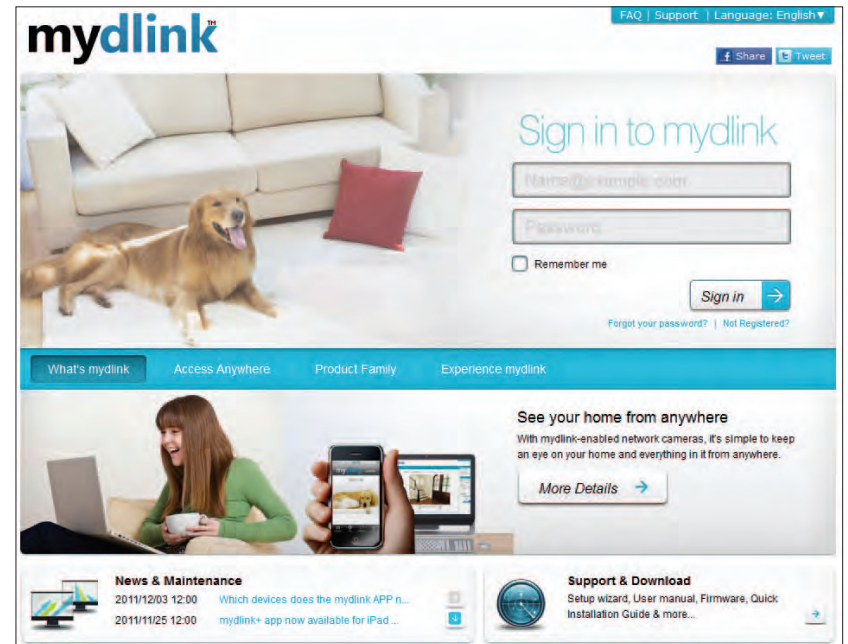 mydlink™
FAQ | Support | Language: English▼
Share Tweet
Sign in to mydlink
Name@example.com
Password
Remember me
Sign in
Forgot your password? | Not Registered?
What's mydlink Access Anywhere Product Family Experience mydlink
See your home from anywhere
With mydlink-enabled network cameras, it's simple to keep
an eye on your home and everything in it from anywhere.
More Details
News & Maintenance
2011/12/03 12:00 Which devices does the mydlink APP n...
2011/11/25 12:00 mydlink+ app now available for iPad ...
Support & Download
Setup wizard, User manual, Firmware, Quick
Installation Guide & more...